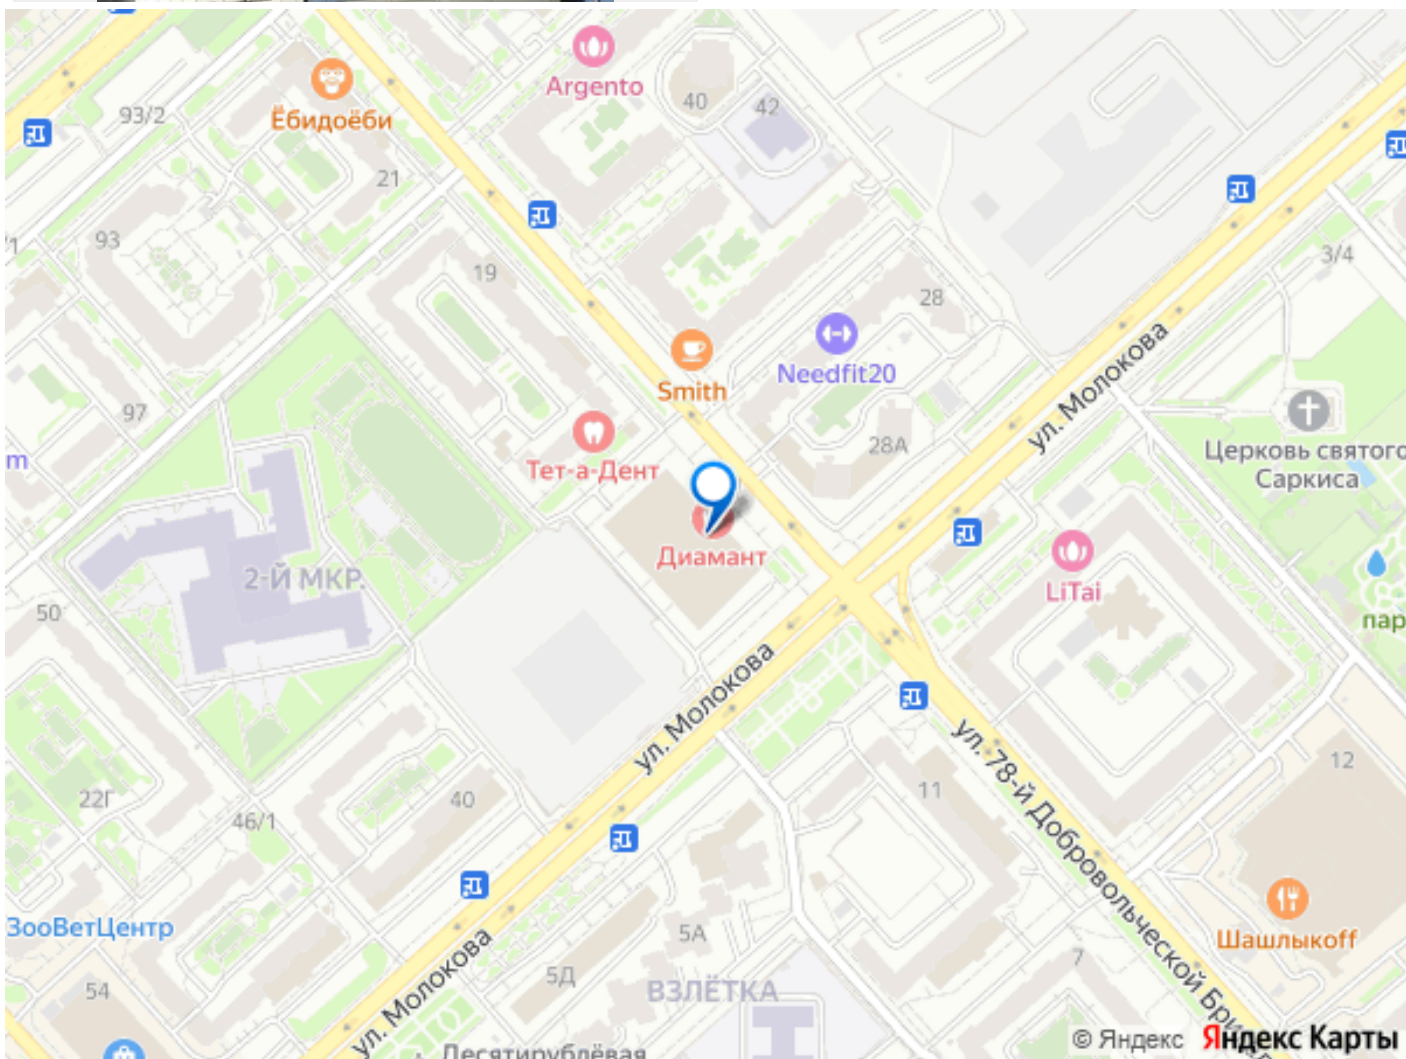 Argento
93/2
Ёбидоёби
40
42
21
93
19
3/4
28
Smith
Needfit20
ул. Молокова
97
28А
Церковь святого
Саркиса
Тет-а-Дент
Диамант
2-Й МКР.
LiTai
50
пар
ул. Молокова
ул. 78-й Добровольческой Бри
12
22Г
46/1
40
11
ЗооВетЦентр
5А
Шашлыкоff
7
54
5Д
ВЗЛЁТКА
ул. Молокова
Десятирублёвая
© Яндекс Яндекс Карты